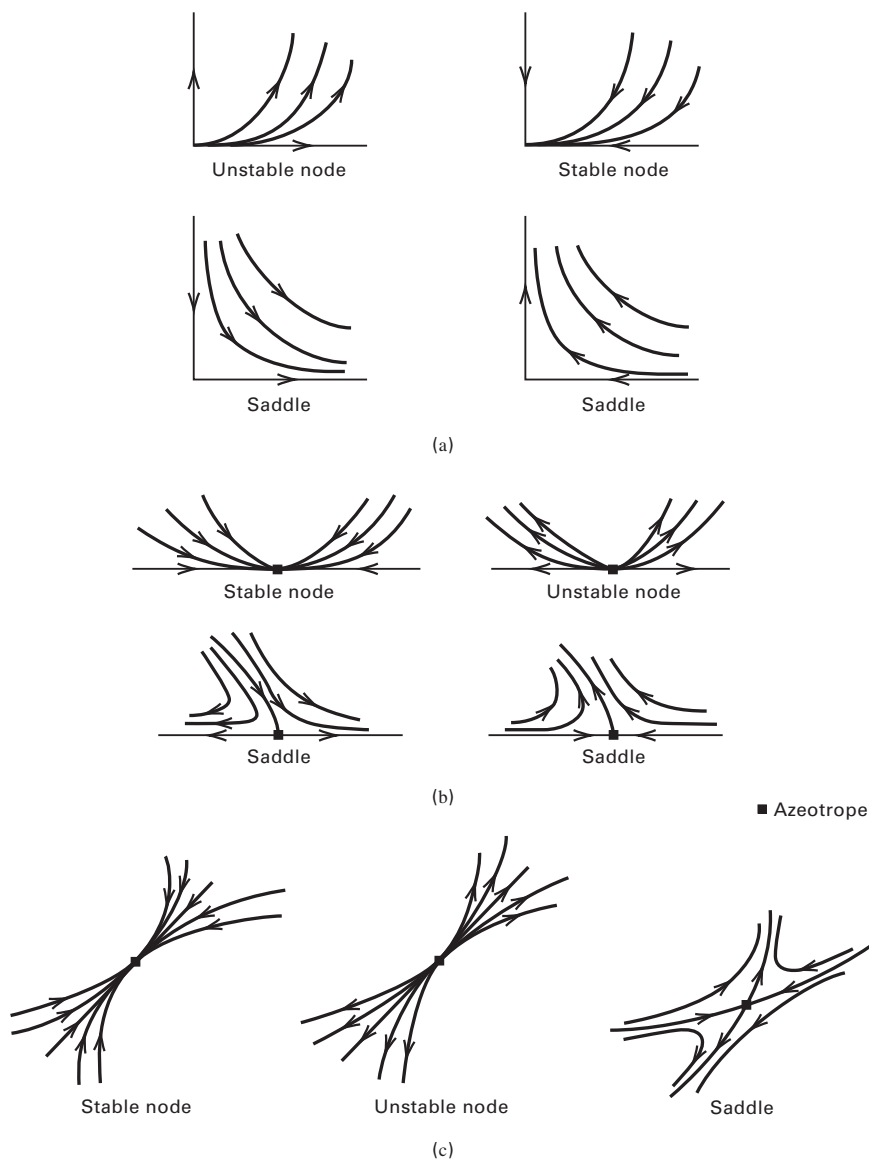 Unstable node
Stable node
Saddle
Saddle
(a)
Stable node
Unstable node
Saddle
Saddle
(b)
Azeotrope
Stable node
Unstable node
Saddle
(c)